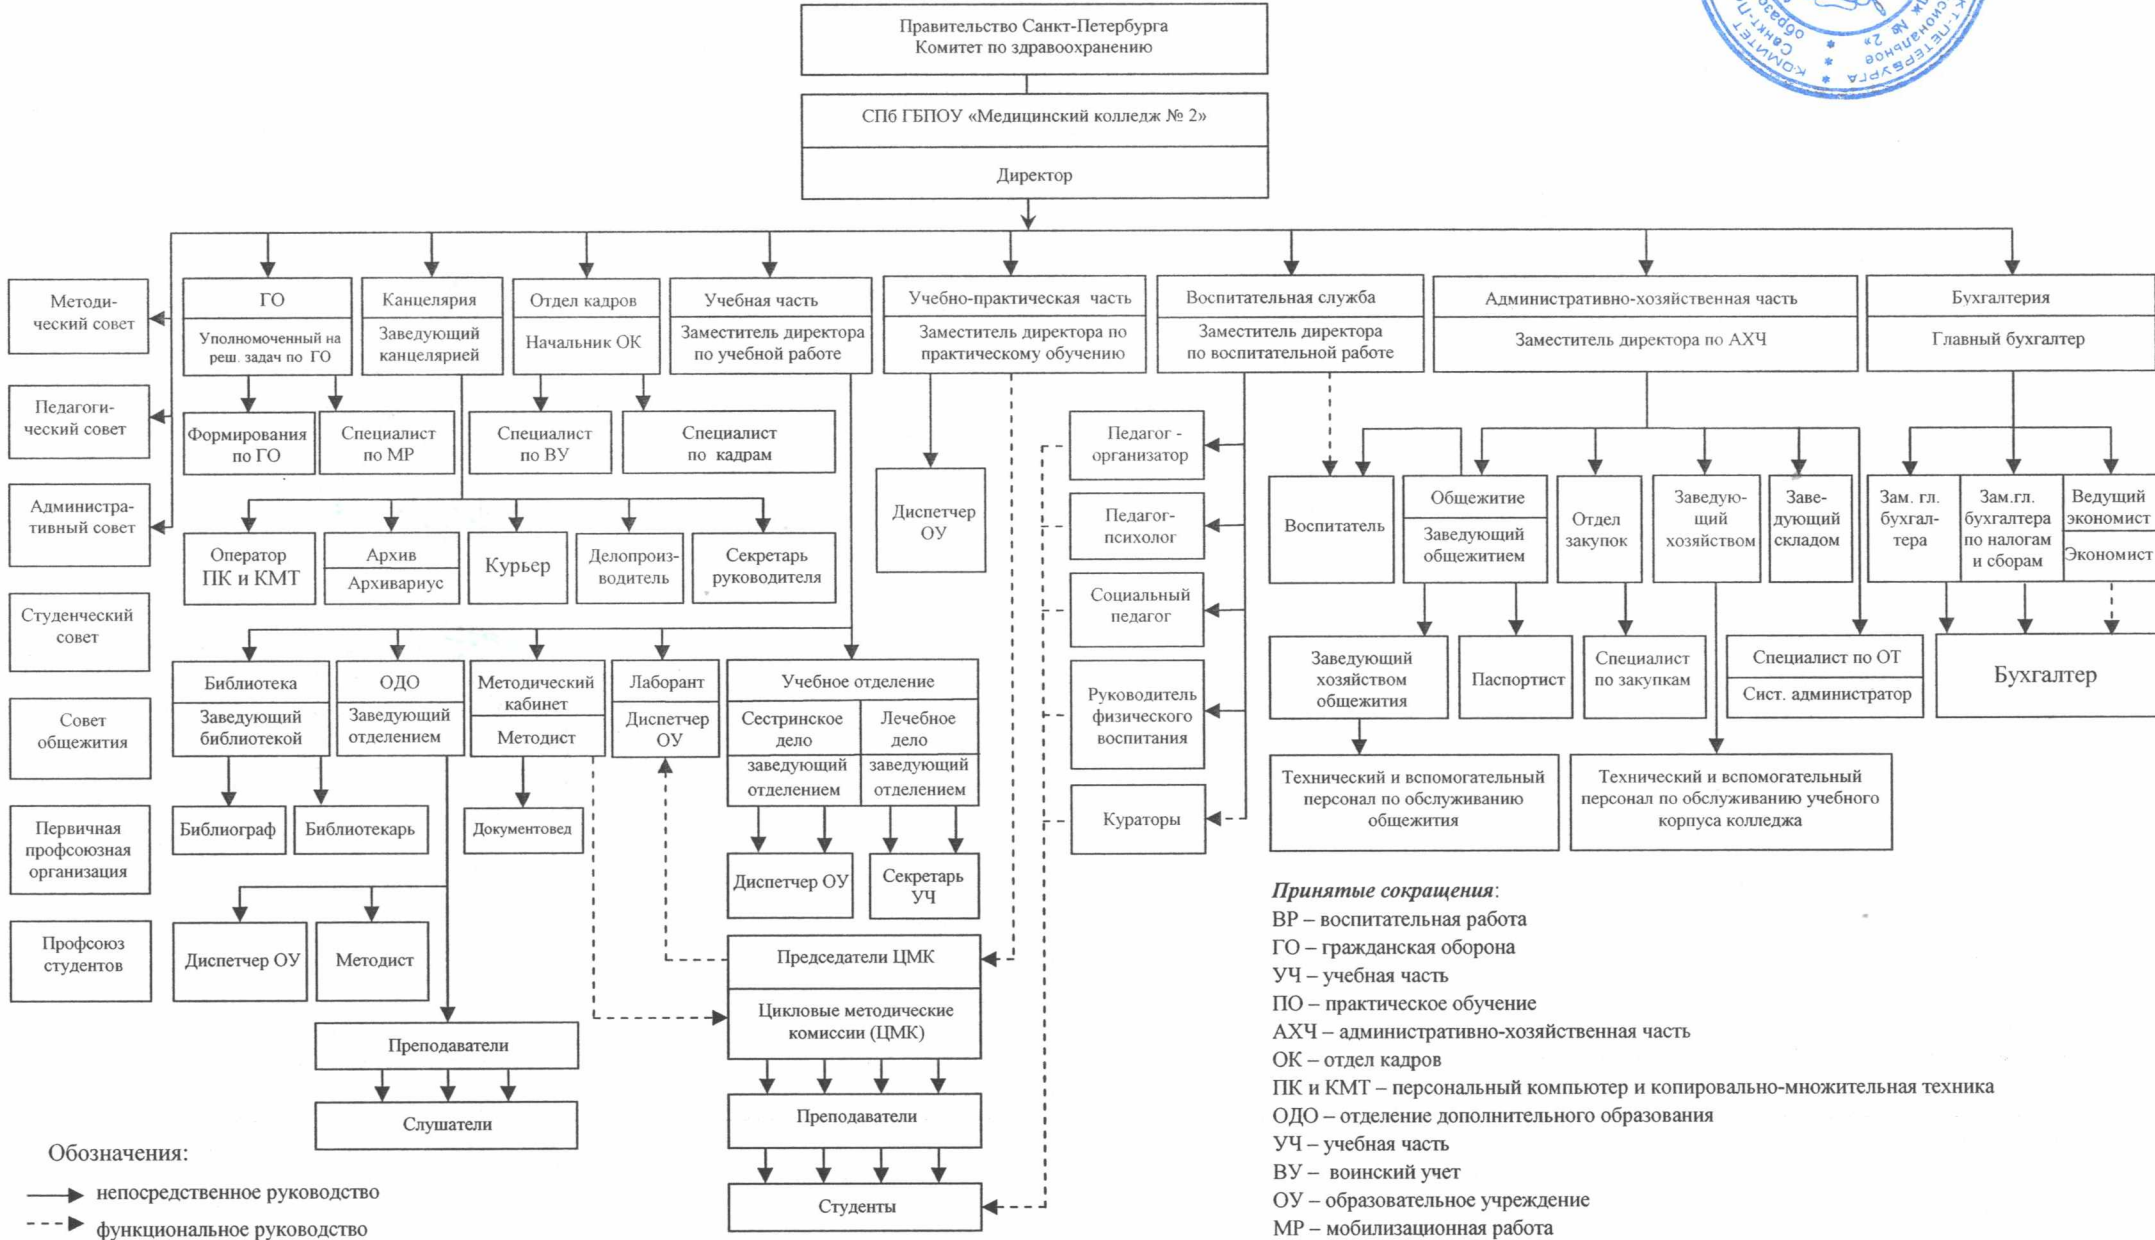 Правительство Санкт-Петербурга
Комитет по здравоохранению
СПб ГБПОУ «Медицинский колледж № 2»
Директор
Методи-
ческий совет
Педагоги-
ческий совет
Администра-
тивный совет
Студенческий
совет
Совет
общежития
Первичная
профсоюзная
организация
Профсоюз
студентов
ГО
Уполномоченный на
реш. задач по ГО
Канцелярия
Заведующий
канцелярией
Отдел кадров
Начальник ОК
Учебная часть
Заместитель директора
по учебной работе
Учебно-практическая часть
Заместитель директора по
практическому обучению
Воспитательная служба
Заместитель директора
по воспитательной работе
Административно-хозяйственная часть
Заместитель директора по АХЧ
Бухгалтерия
Главный бухгалтер
Формирования
по ГО
Специалист
по МР
Специалист
по ВУ
Специалист
по кадрам
Оператор
ПК и КМТ
Архив
Архивариус
Курьер
Делопроиз-
водитель
Секретарь
руководителя
Диспетчер
ОУ
Педагог -
организатор
Педагог-
психолог
Социальный
педагог
Руководитель
физического
воспитания
Кураторы
Воспитатель
Общежитие
Заведующий
общежитием
Отдел
закупок
Заведую-
щий
хозяйством
Заве-
дующий
складом
Зам. гл.
бухгал-
тера
Зам.гл.
бухгалтера
по налогам
и сборам
Ведущий
экономист
Экономист
Библиотека
Заведующий
библиотекой
ОДО
Заведующий
отделением
Методический
кабинет
Методист
Лаборант
Диспетчер
ОУ
Учебное отделение
Сестринское
дело
заведующий
отделением
Лечебное
дело
заведующий
отделением
Заведующий
хозяйством
общежития
Паспортист
Специалист
по закупкам
Специалист по ОТ
Сист. администратор
Бухгалтер
Технический и вспомогательный
персонал по обслуживанию
общежития
Технический и вспомогательный
персонал по обслуживанию учебного
корпуса колледжа
Библиограф
Библиотекарь
Документовед
Диспетчер ОУ
Секретарь
УЧ
Диспетчер ОУ
Методист
Председатели ЦМК
Цикловые методические
комиссии (ЦМК)
Преподаватели
Слушатели
Преподаватели
Студенты
Обозначения:
непосредственное руководство
функциональное руководство
Принятые сокращения:
ВР – воспитательная работа
ГО – гражданская оборона
УЧ – учебная часть
ПО – практическое обучение
АХЧ – административно-хозяйственная часть
ОК – отдел кадров
ПК и КМТ – персональный компьютер и копировально-множительная техника
ОДО – отделение дополнительного образования
УЧ – учебная часть
ВУ – воинский учет
ОУ – образовательное учреждение
МР – мобилизационная работа